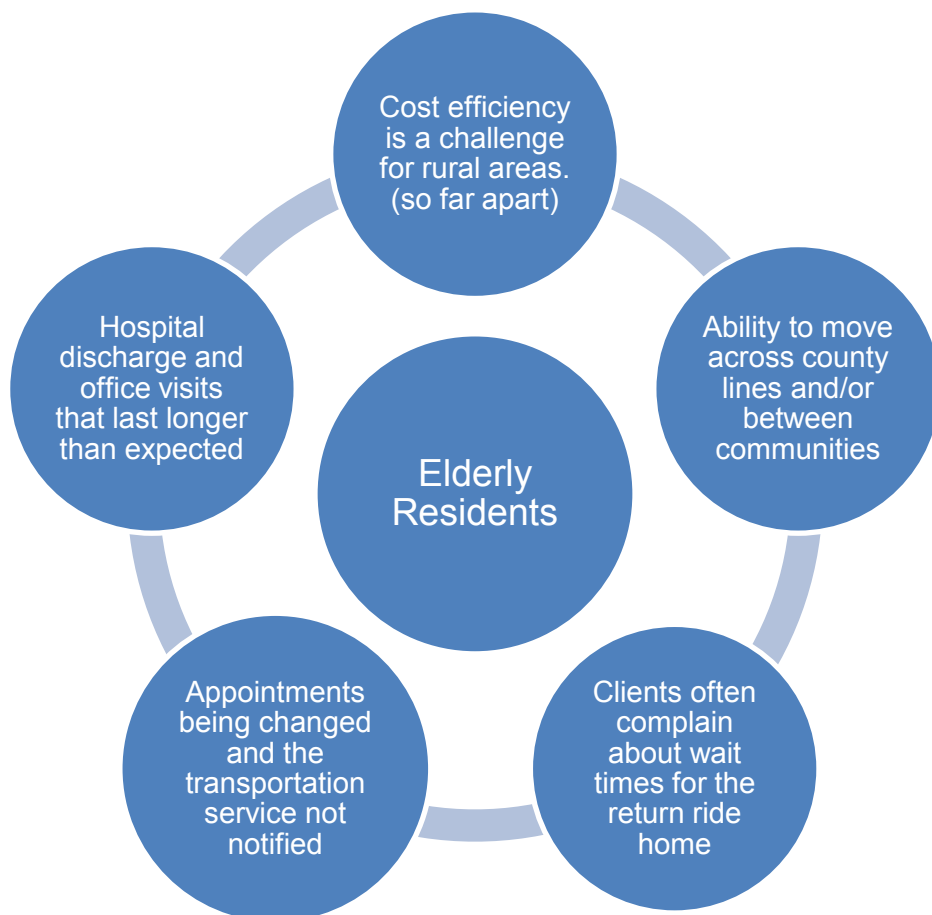 Cost efficiency
is a challenge
for rural areas.
(so far apart)
Ability to move
across county
lines and/or
between
communities
Clients often
complain
about wait
times for the
return ride
home
Appointments
being changed
and the
transportation
service not
notified
Hospital
discharge and
office visits
that last longer
than expected
Elderly
Residents